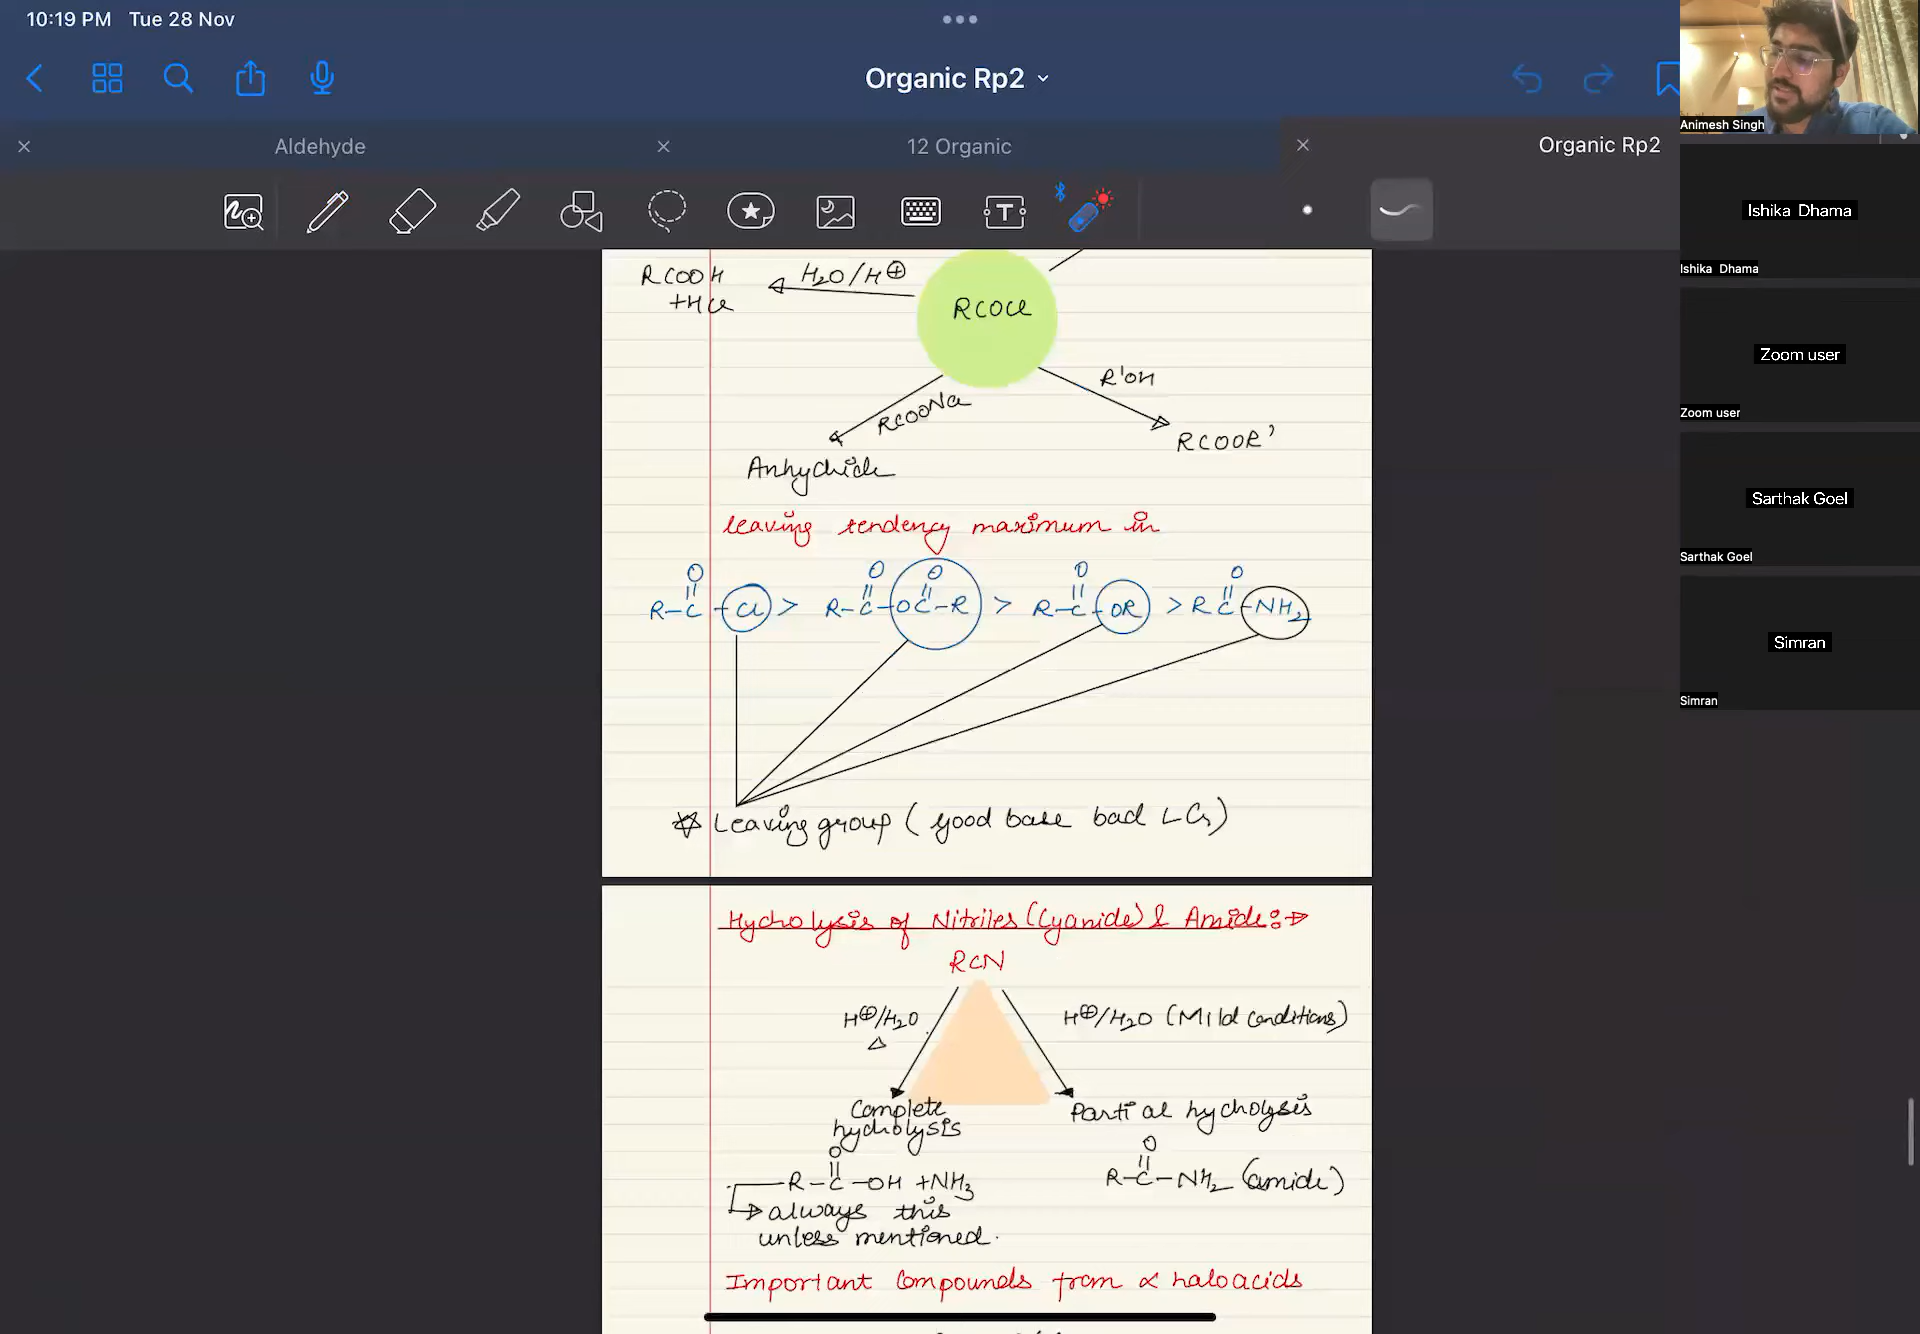 10:19 PM Tue 28 Nov
Organic Rp2
Aldehyde
12 Organic
Organic Rp2
Animesh Singh
Ishika Dhama
Ishika Dhama
Zoom user
Zoom user
Sarthak Goel
Sarthak Goel
Simran
Simran
RCOOH
+HCl
H2O/H⊕
RCOCl
RCOONa
R'OH
Anhydride
RCOOR'
leaving tendency maximum in
O O O O O
R-C-Cl > R-C-OC-R > R-C-OR > RC-NH2
☆ Leaving group (good base bad LG)
Hydrolysis of Nitriles (Cyanide) & Amide:⇒
RCN
H⊕/H2O
△
H⊕/H2O (Mild conditions)
Complete
hydrolysis
Partial hydrolysis
O
R-C-OH +NH3
O
R-C-NH2 (amide)
always this
unless mentioned.
Important Compounds from α haloacids